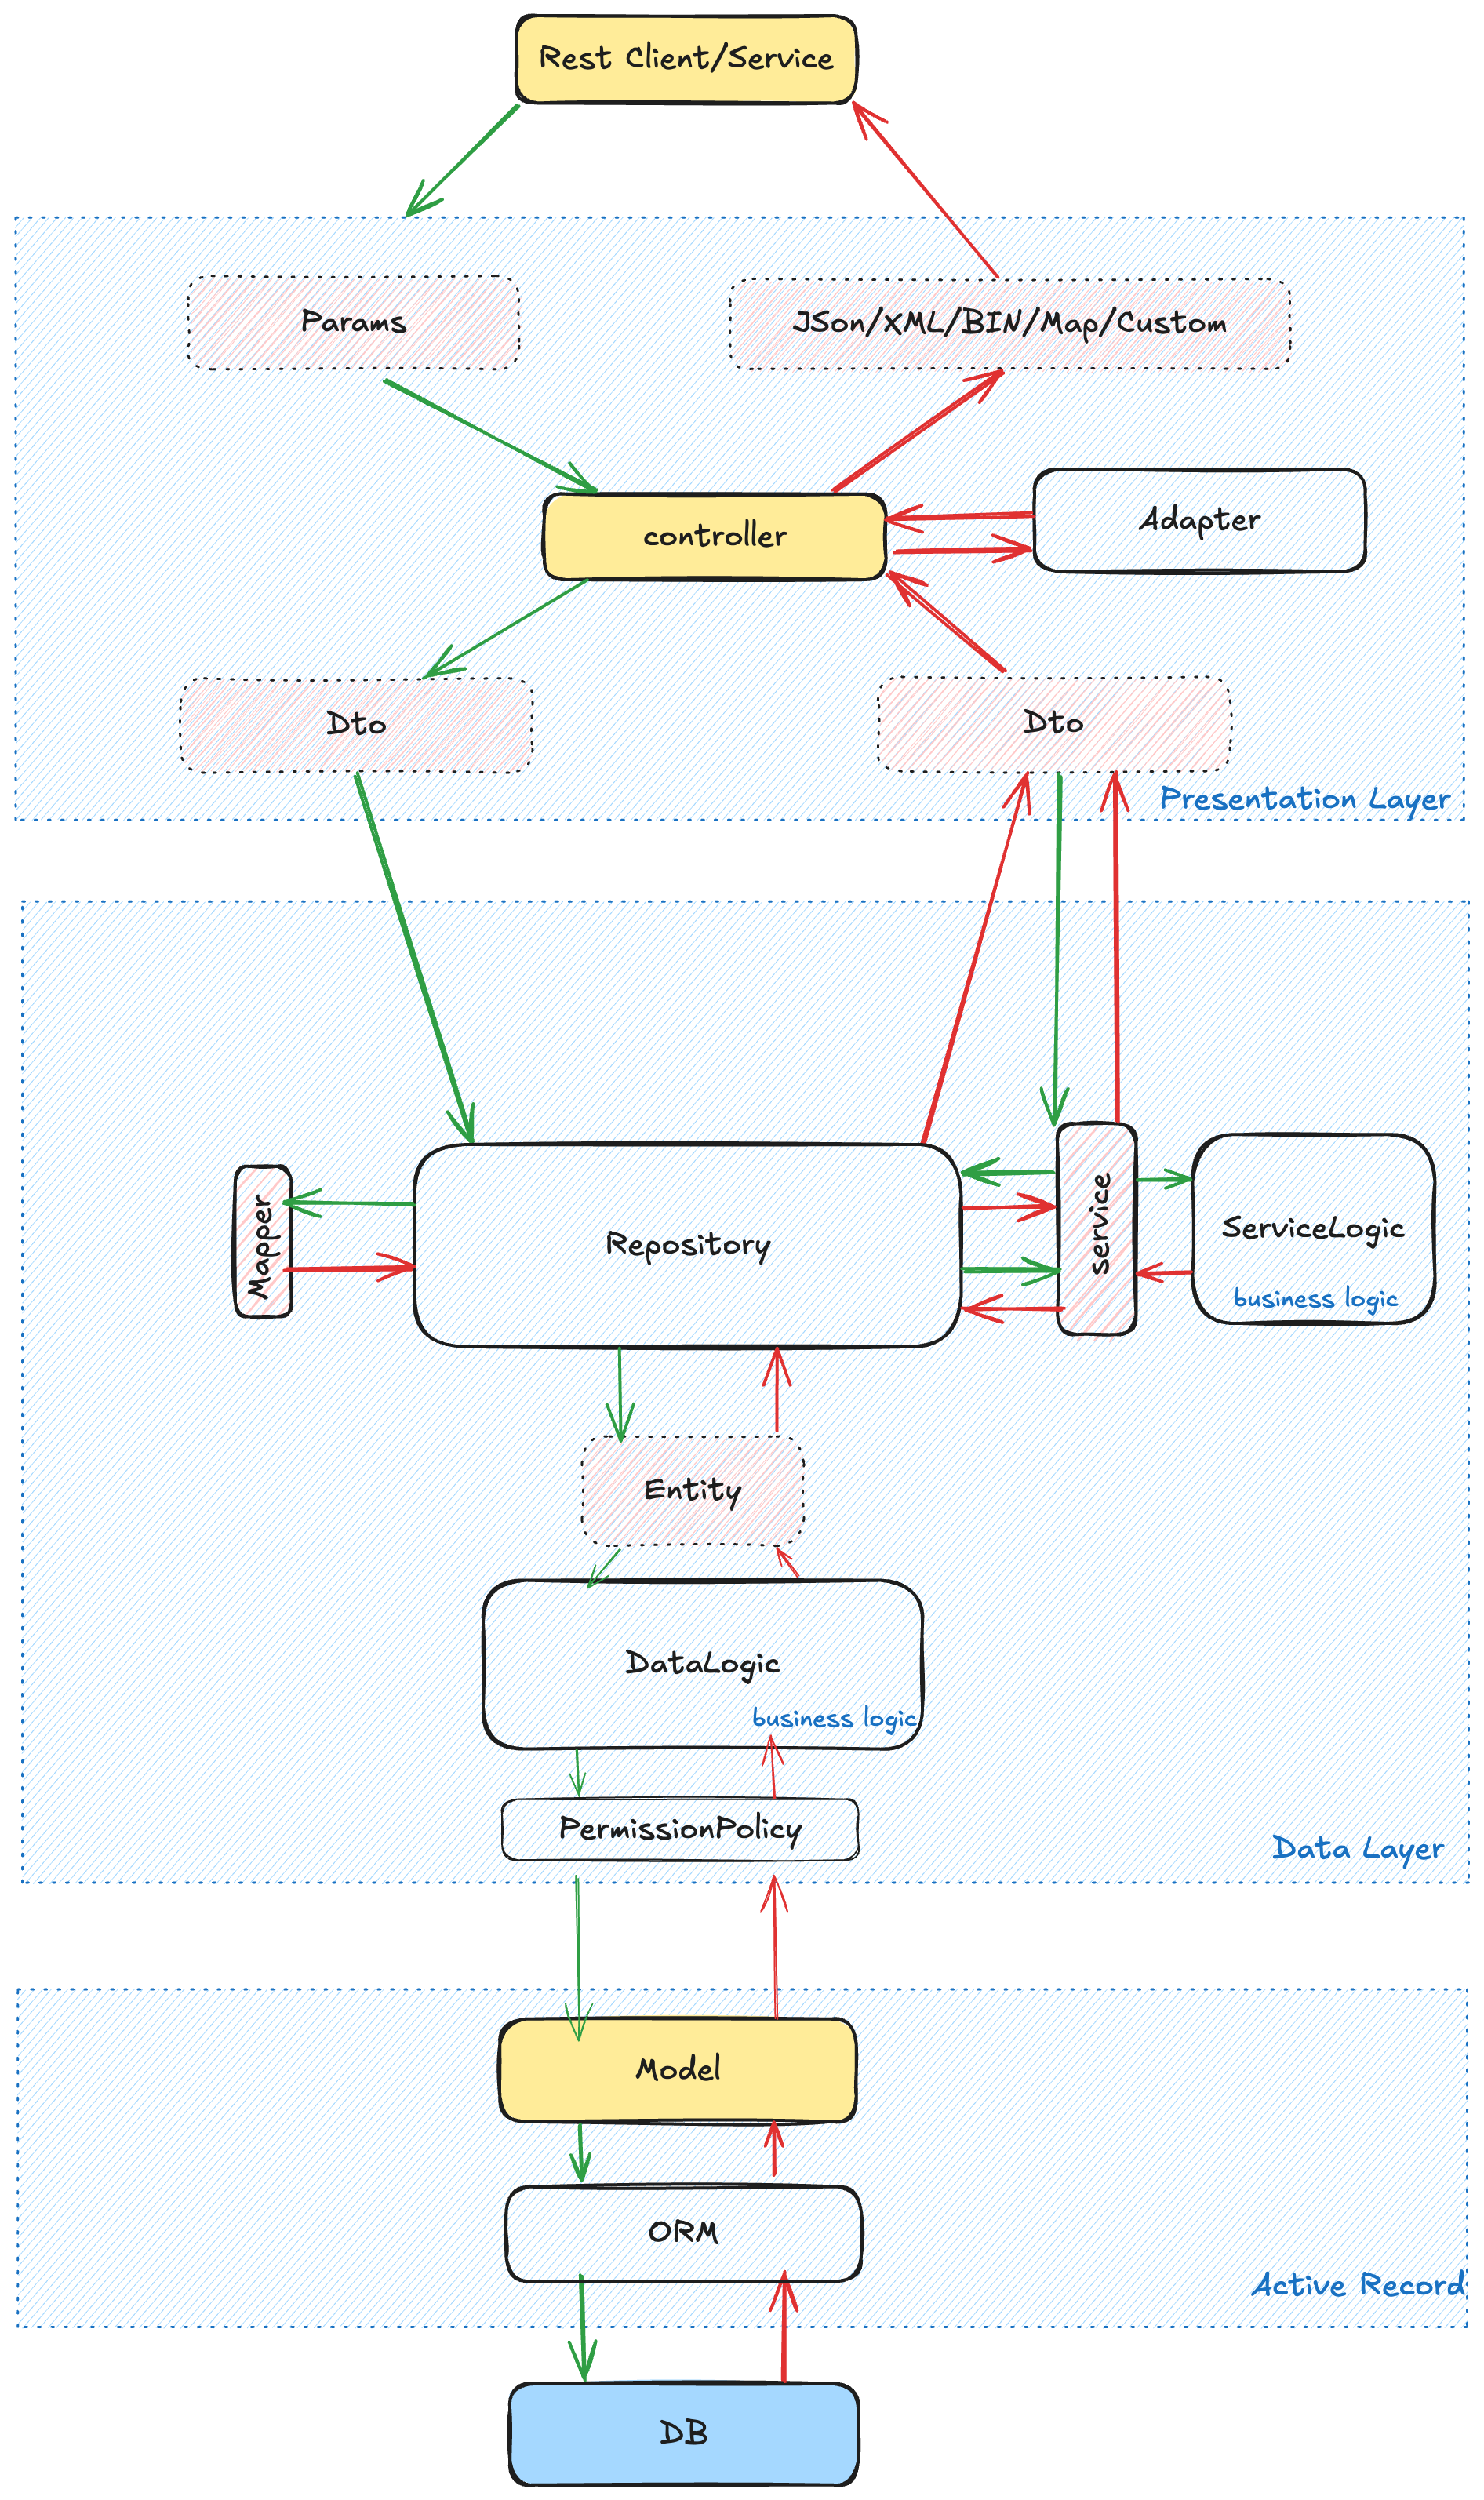 Rest Client/Service
Params
JSon/XML/BIN/Map/Custom
Adapter
controller
Dto
Dto
Presentation Layer
Mapper
Repository
service
ServiceLogic
business logic
Entity
DataLogic
business logic
PermissionPolicy
Data Layer
Model
ORM
Active Record
DB